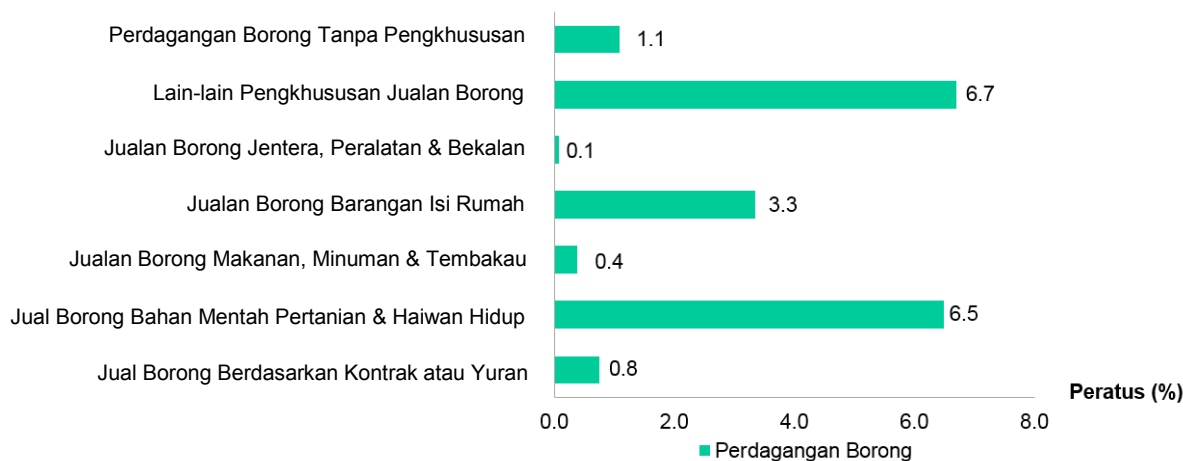 Perdagangan Borong Tanpa Pengkhususan 1.1
Lain-lain Pengkhususan Jualan Borong 6.7
Jualan Borong Jentera, Peralatan & Bekalan 0.1
Jualan Borong Barangan Isi Rumah 3.3
Jualan Borong Makanan, Minuman & Tembakau 0.4
Jual Borong Bahan Mentah Pertanian & Haiwan Hidup 6.5
Jual Borong Berdasarkan Kontrak atau Yuran 0.8
Peratus (%)
0.0 2.0 4.0 6.0 8.0
Perdagangan Borong